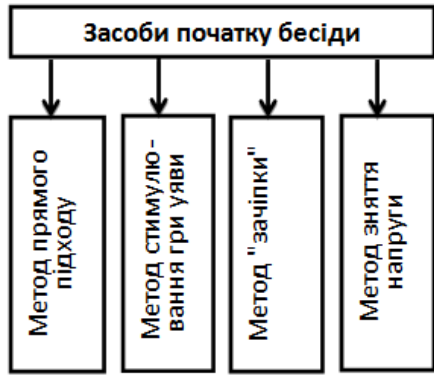 Засоби початку бесіди
Метод прямого
підходу
Метод стимулю-
вання гри уяви
Метод "зачіпки"
Метод зняття
напруги